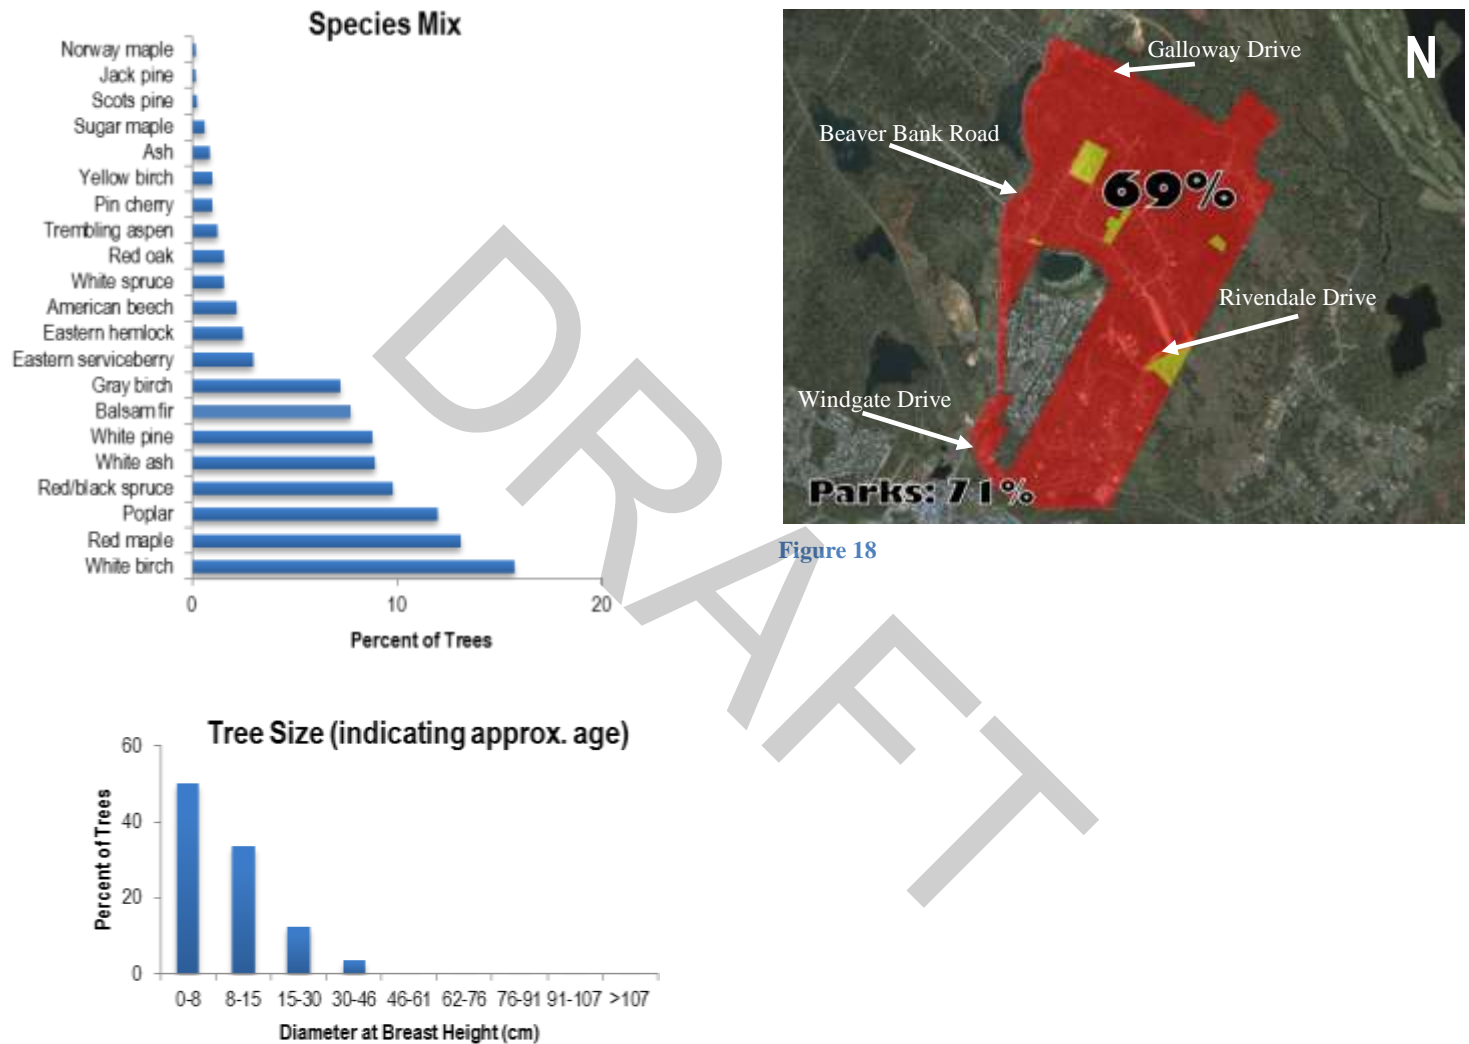 Species Mix
Norway maple
Jack pine
Scots pine
Sugar maple
Ash
Yellow birch
Pin cherry
Trembling aspen
Red oak
White spruce
American beech
Eastern hemlock
Eastern serviceberry
Gray birch
Balsam fir
White pine
White ash
Red/black spruce
Poplar
Red maple
White birch
0 10 20
Percent of Trees
Galloway Drive
N
Beaver Bank Road
69%
Rivendale Drive
Windgate Drive
Parks: 71%
Figure 18
DRAFT
Tree Size (indicating approx. age)
Percent of Trees
60
40
20
0
0-8 8-15 15-30 30-46 46-61 62-76 76-91 91-107 >107
Diameter at Breast Height (cm)